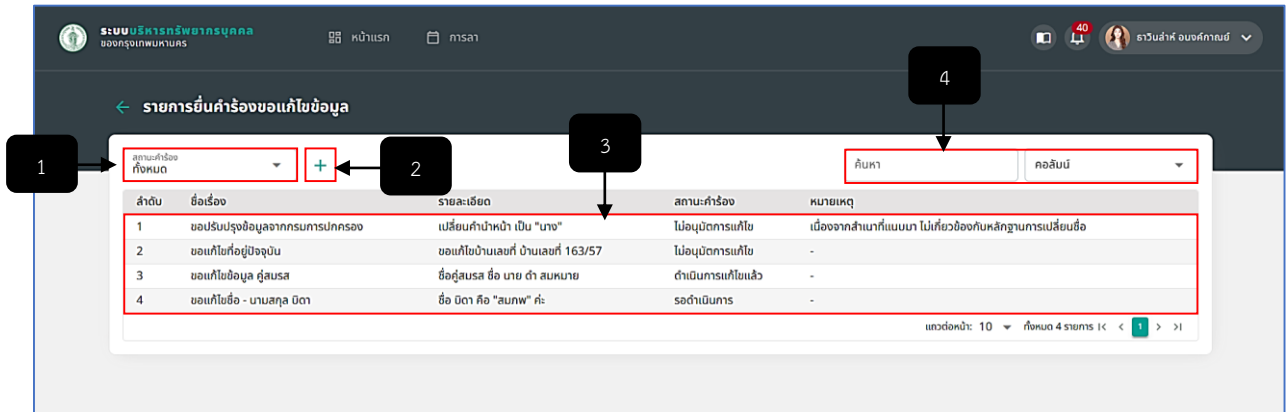 ระบบบริหารทรัพยากรบุคคล
ของกรุงเทพมหานคร
หน้าแรก
การลา
40
ธาวินล่าห์ อนงค์กาณย์
4
รายการยื่นคำร้องขอแก้ไขข้อมูล
1
2
3
สถานะคำร้อง
ทั้งหมด
+
ค้นหา
คอลัมน์
ลำดับ ชื่อเรื่อง รายละเอียด สถานะคำร้อง หมายเหตุ
1 ขอปรับปรุงข้อมูลจากกรมการปกครอง เปลี่ยนคำนำหน้า เป็น "นาง" ไม่อนุมัติการแก้ไข เนื่องจากสำเนาที่แนบมา ไม่เกี่ยวข้องกับหลักฐานการเปลี่ยนชื่อ
2 ขอแก้ไขที่อยู่ปัจจุบัน ขอแก้ไขบ้านเลขที่ บ้านเลขที่ 163/57 ไม่อนุมัติการแก้ไข -
3 ขอแก้ไขข้อมูล คู่สมรส ชื่อคู่สมรส ชื่อ นาย ดำ สมหมาย ดำเนินการแก้ไขแล้ว -
4 ขอแก้ไขชื่อ - นามสกุล บิดา ชื่อ บิดา คือ "สมภพ" ค่ะ รอดำเนินการ -
แถวต่อหน้า: 10 ทั้งหมด 4 รายการ |< < 1 > >|